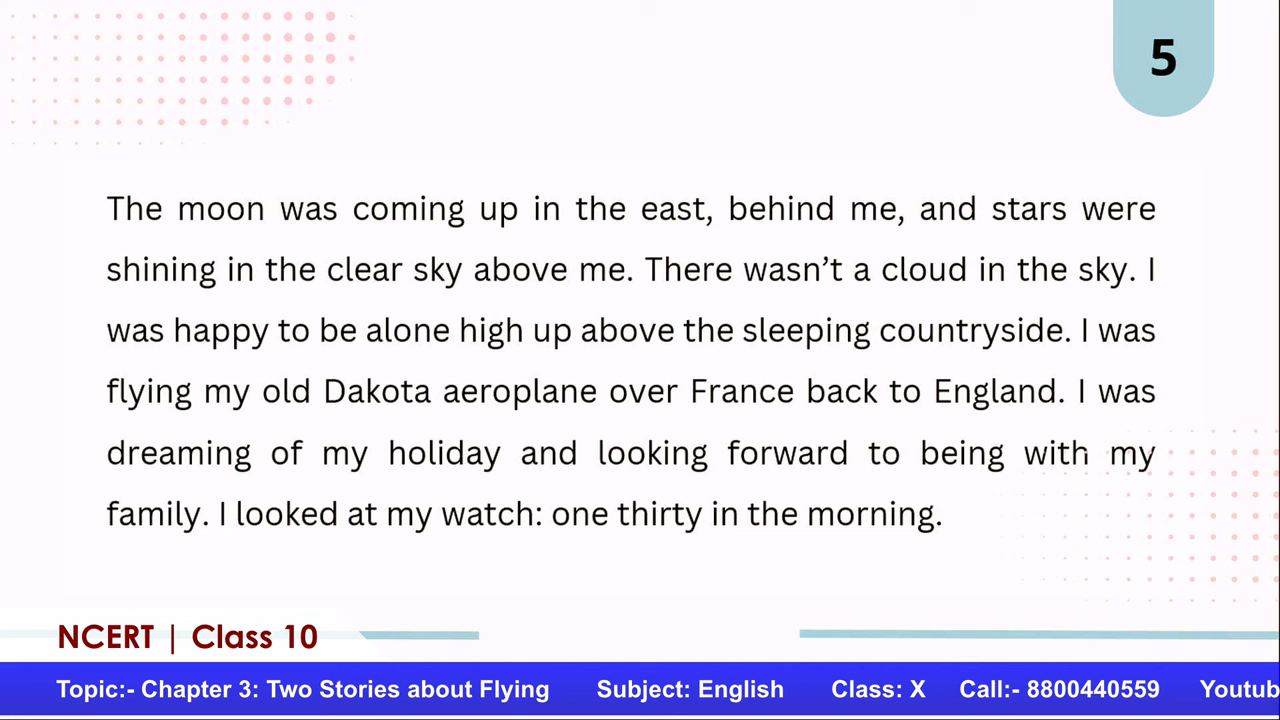 5
The moon was coming up in the east, behind me, and stars were
shining in the clear sky above me. There wasn’t a cloud in the sky. I
was happy to be alone high up above the sleeping countryside. I was
flying my old Dakota aeroplane over France back to England. I was
dreaming of my holiday and looking forward to being with my
family. I looked at my watch: one thirty in the morning.
NCERT | Class 10
Topic:- Chapter 3: Two Stories about Flying Subject: English Class: X Call:- 8800440559 Youtub